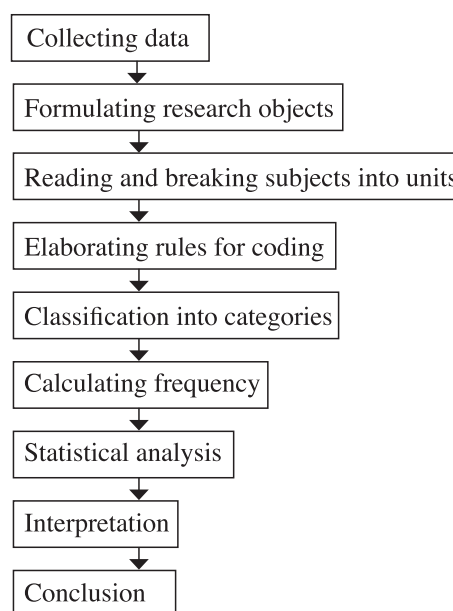 Collecting data
Formulating research objects
Reading and breaking subjects into units
Elaborating rules for coding
Classification into categories
Calculating frequency
Statistical analysis
Interpretation
Conclusion